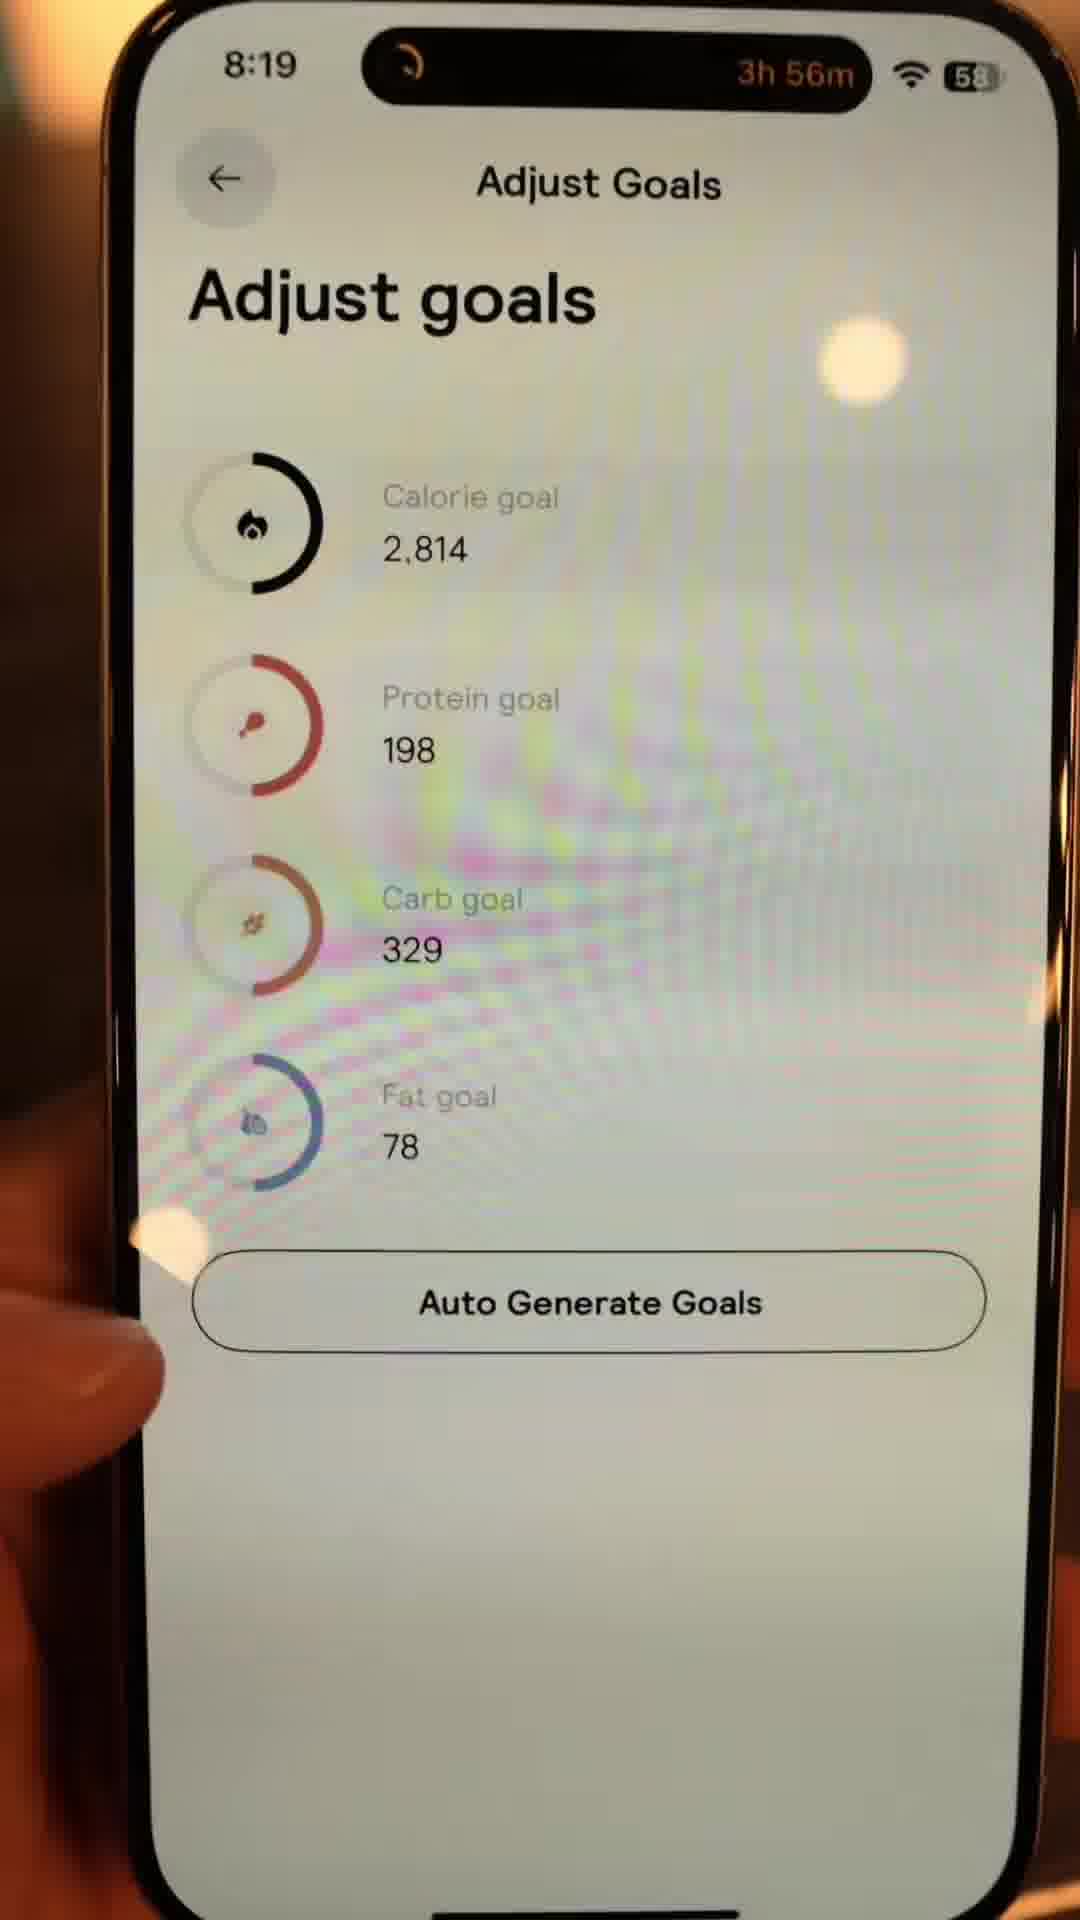 8:19
3h 56m
58
Adjust Goals
Adjust goals
Calorie goal
2,814
Protein goal
198
Carb goal
329
Fat goal
78
Auto Generate Goals